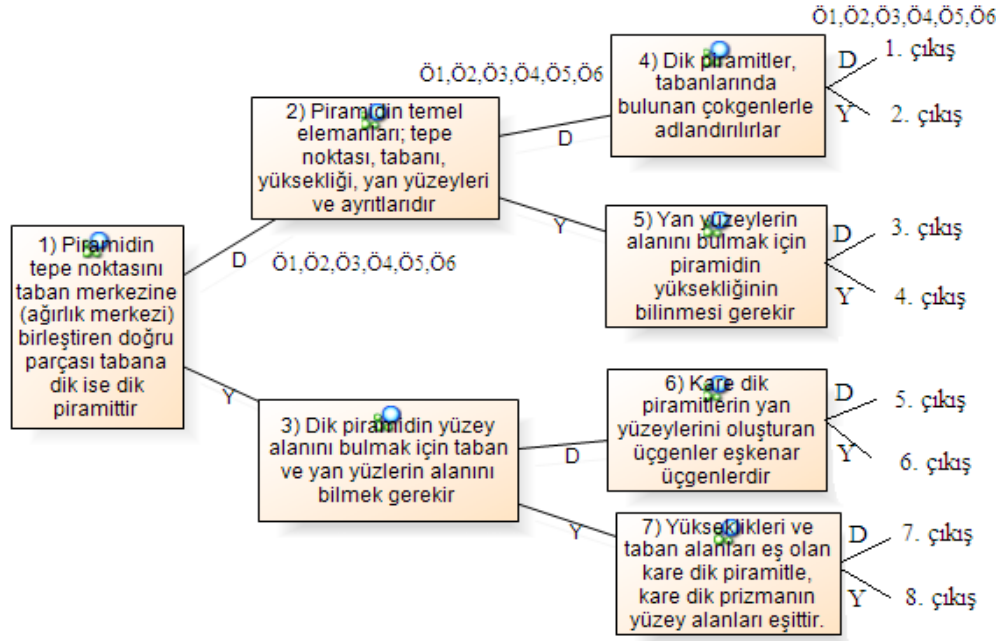 Ö1,Ö2,Ö3,Ö4,Ö5,Ö6
4) Dik piramitler,
tabanlarında
bulunan çokgenlerle
adlandırılırlar
D
1. çıkış
Y
2. çıkış
Ö1,Ö2,Ö3,Ö4,Ö5,Ö6
2) Piramidin temel
elemanları; tepe
noktası, tabanı,
yüksekliği, yan yüzeyleri
ve ayrıtlarıdır
D
Y
5) Yan yüzeylerin
alanını bulmak için
piramidin
yüksekliğinin
bilinmesi gerekir
D
3. çıkış
Y
4. çıkış
1) Piramidin
tepe noktasını
taban merkezine
(ağırlık merkezi)
birleştiren doğru
parçası tabana
dik ise dik
piramittir
D
Ö1,Ö2,Ö3,Ö4,Ö5,Ö6
Y
3) Dik piramidin yüzey
alanını bulmak için taban
ve yan yüzlerin alanını
bilmek gerekir
D
Y
6) Kare dik
piramitlerin yan
yüzeylerini oluşturan
üçgenler eşkenar
üçgenlerdir
D
5. çıkış
Y
6. çıkış
7) Yükseklikleri ve
taban alanları eş olan
kare dik piramitle,
kare dik prizmanın
yüzey alanları eşittir.
D
7. çıkış
Y
8. çıkış